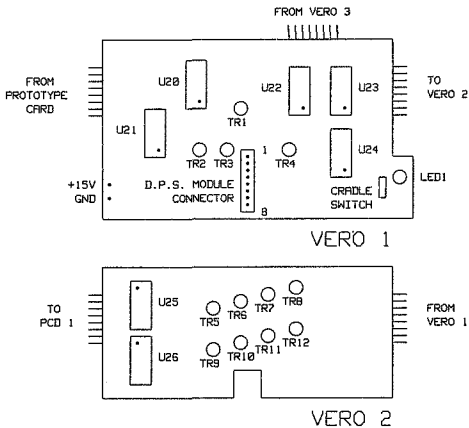 FROM VERO 3
FROM
PROTOTYPE
CARD
U20
U22
U23
TO
VERO 2
U21
TR1
TR2
TR3
TR4
U24
1
+15V
GND
D.P.S. MODULE
CONNECTOR
8
CRADLE
SWITCH
LED1
VERO 1
TO
PCD 1
U25
U26
TR5
TR6
TR7
TR8
TR9
TR10
TR11
TR12
FROM
VERO 1
VERO 2